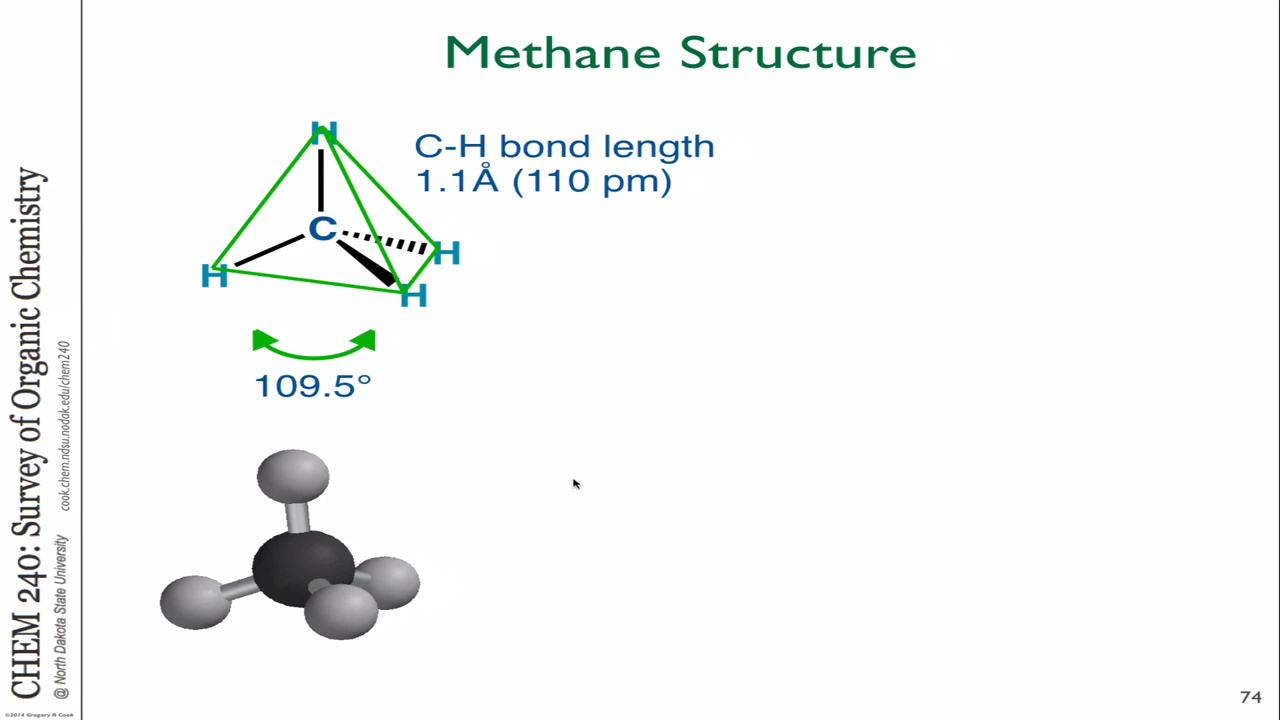 Methane Structure
H
C-H bond length
1.1Å (110 pm)
C
H
H
H
109.5°
CHEM 240: Survey of Organic Chemistry
@ North Dakota State University
cook.chem.ndsu.nodak.edu/chem240
©2014 Gregory R Cook
74